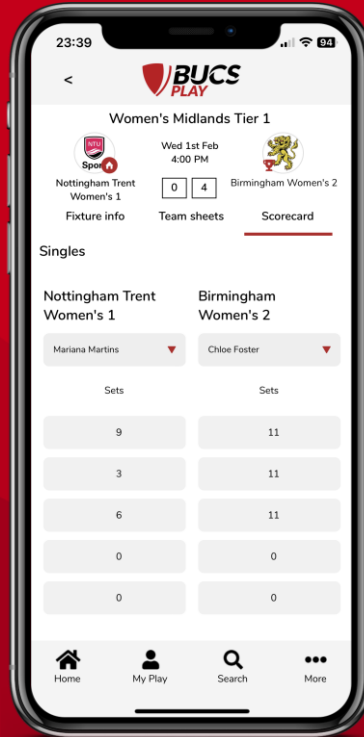 23:39
94
<
BUCS
PLAY
Women's Midlands Tier 1
NTU
Sport
Wed 1st Feb
4:00 PM
Nottingham Trent
Women's 1
0 4
Birmingham Women's 2
Fixture info Team sheets Scorecard
Singles
Nottingham Trent
Women's 1
Birmingham
Women's 2
Mariana Martins
Chloe Foster
Sets Sets
9 11
3 11
6 11
0 0
0 0
Home My Play Search More